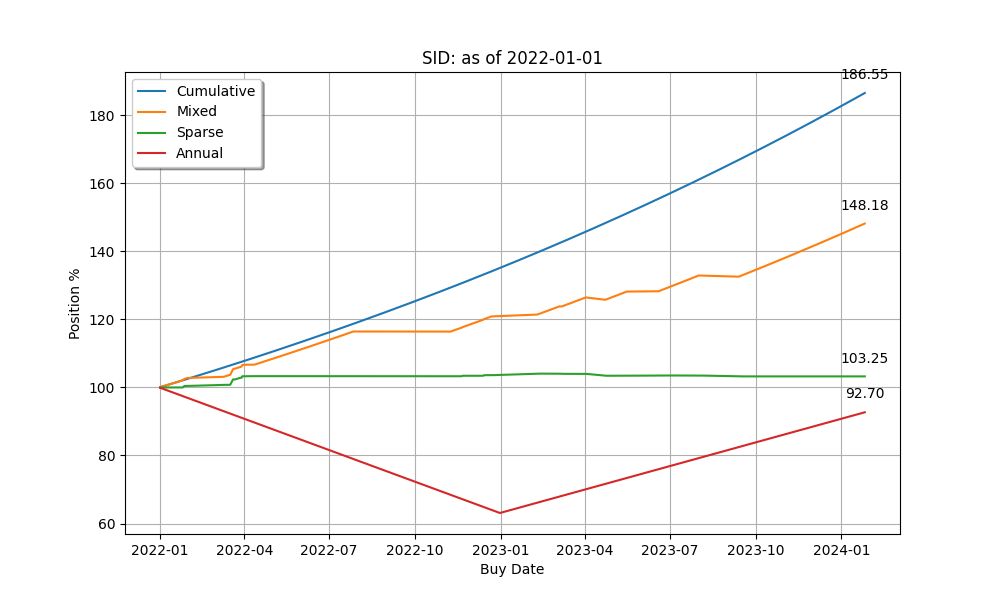 SID: as of 2022-01-01
186.55
Cumulative
Mixed
Sparse
Annual
180
160
148.18
140
120
103.25
100
92.70
80
60
Position %
2022-01 2022-04 2022-07 2022-10 2023-01 2023-04 2023-07 2023-10 2024-01
Buy Date